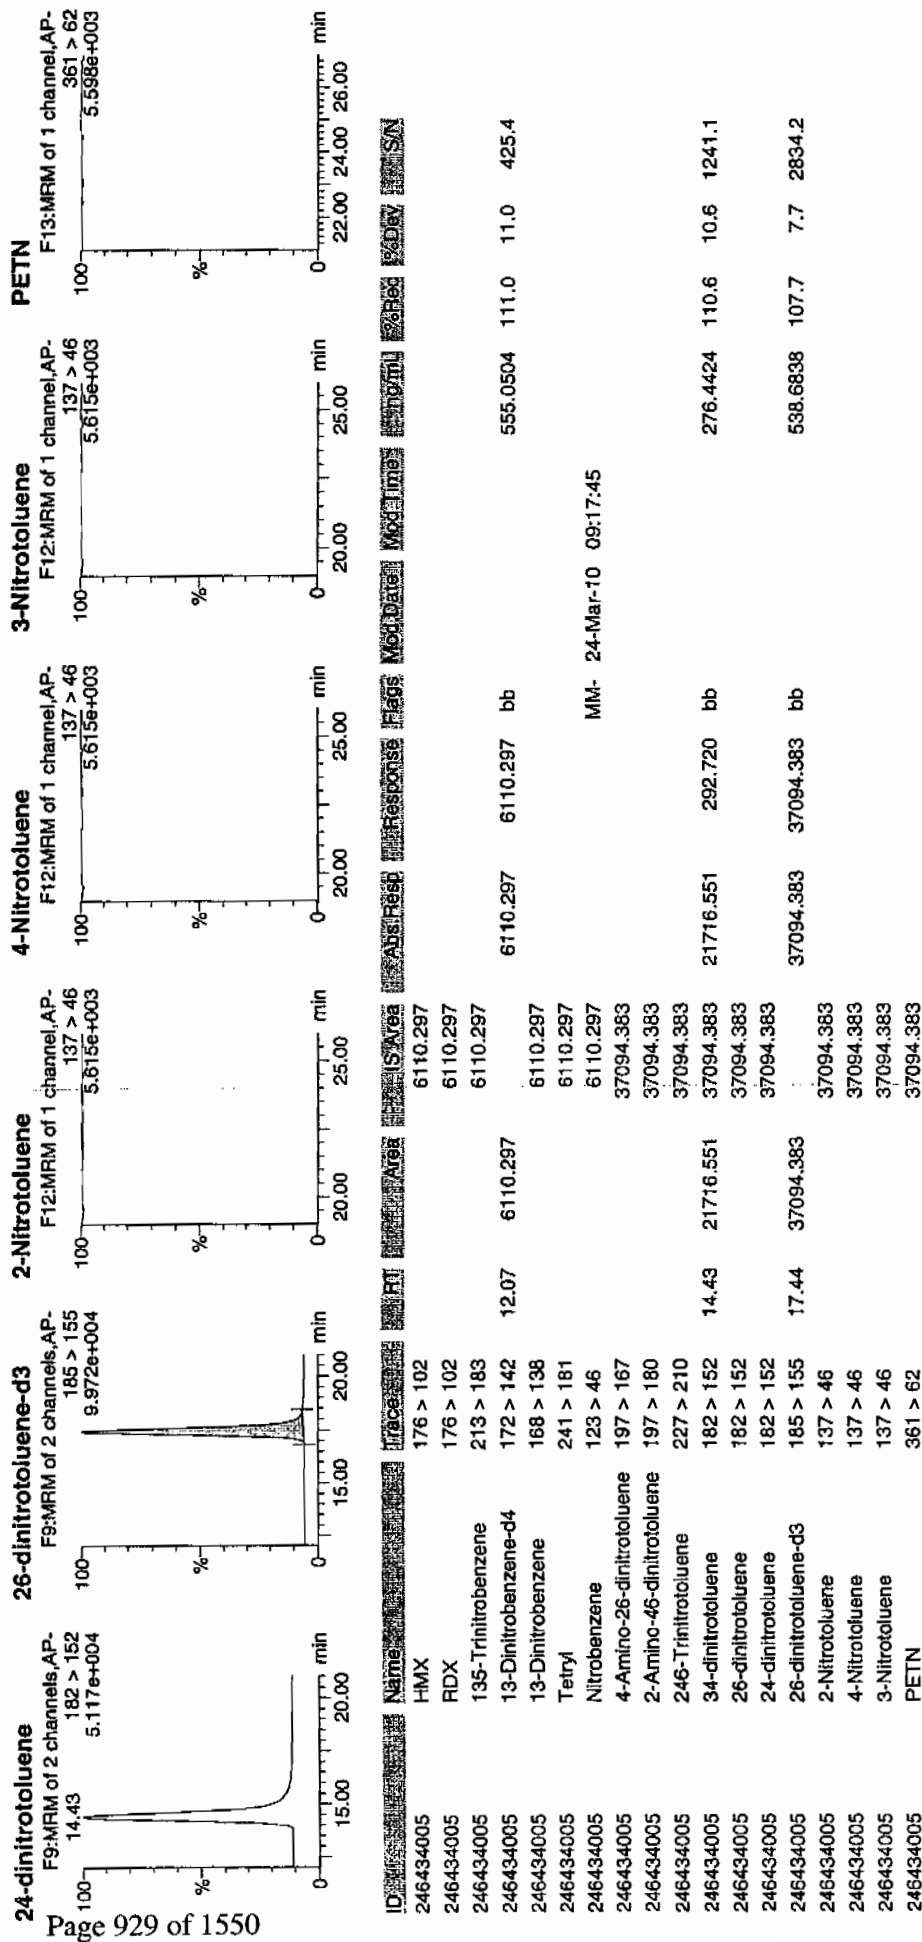 24-dinitrotoluene
F9:MRM of 2 channels,AP-
14.43 182 > 152
5.117e+004
100
%
0
15.00 20.00 min
26-dinitrotoluene-d3
F9:MRM of 2 channels,AP-
185 > 155
9.972e+004
100
%
0
15.00 20.00 min
2-Nitrotoluene
F12:MRM of 1 channel,AP-
137 > 46
5.615e+003
100
%
0
20.00 25.00 min
4-Nitrotoluene
F12:MRM of 1 channel,AP-
137 > 46
5.615e+003
100
%
0
20.00 25.00 min
3-Nitrotoluene
F12:MRM of 1 channel,AP-
137 > 46
5.615e+003
100
%
0
20.00 25.00 min
PETN
F13:MRM of 1 channel,AP-
361 > 62
5.598e+003
100
%
0
22.00 24.00 26.00 min
ID Name Trace RT Area IS Area Abs.Resp Response Flags Mod.Date Mod.Time ng/mL %Rec %Dev S/N
246434005 HMX 176 > 102 6110.297
246434005 RDX 176 > 102 6110.297
246434005 135-Trinitrobenzene 213 > 183 6110.297
246434005 13-Dinitrobenzene-d4 172 > 142 12.07 6110.297 6110.297 6110.297 bb 555.0504 111.0 11.0 425.4
246434005 13-Dinitrobenzene 168 > 138 6110.297
246434005 Tetryl 241 > 181 6110.297
246434005 Nitrobenzene 123 > 46 6110.297 MM- 24-Mar-10 09:17:45
246434005 4-Amino-26-dinitrotoluene 197 > 167 37094.383
246434005 2-Amino-46-dinitrotoluene 197 > 180 37094.383
246434005 246-Trinitrotoluene 227 > 210 37094.383
246434005 34-dinitrotoluene 182 > 152 14.43 21716.551 37094.383 21716.551 292.720 bb 276.4424 110.6 10.6 1241.1
246434005 26-dinitrotoluene 182 > 152 37094.383
246434005 24-dinitrotoluene 182 > 152 37094.383
246434005 26-dinitrotoluene-d3 185 > 155 17.44 37094.383 37094.383 37094.383 bb 538.6838 107.7 7.7 2834.2
246434005 2-Nitrotoluene 137 > 46 37094.383
246434005 4-Nitrotoluene 137 > 46 37094.383
246434005 3-Nitrotoluene 137 > 46 37094.383
246434005 PETN 361 > 62 37094.383
Page 929 of 1550